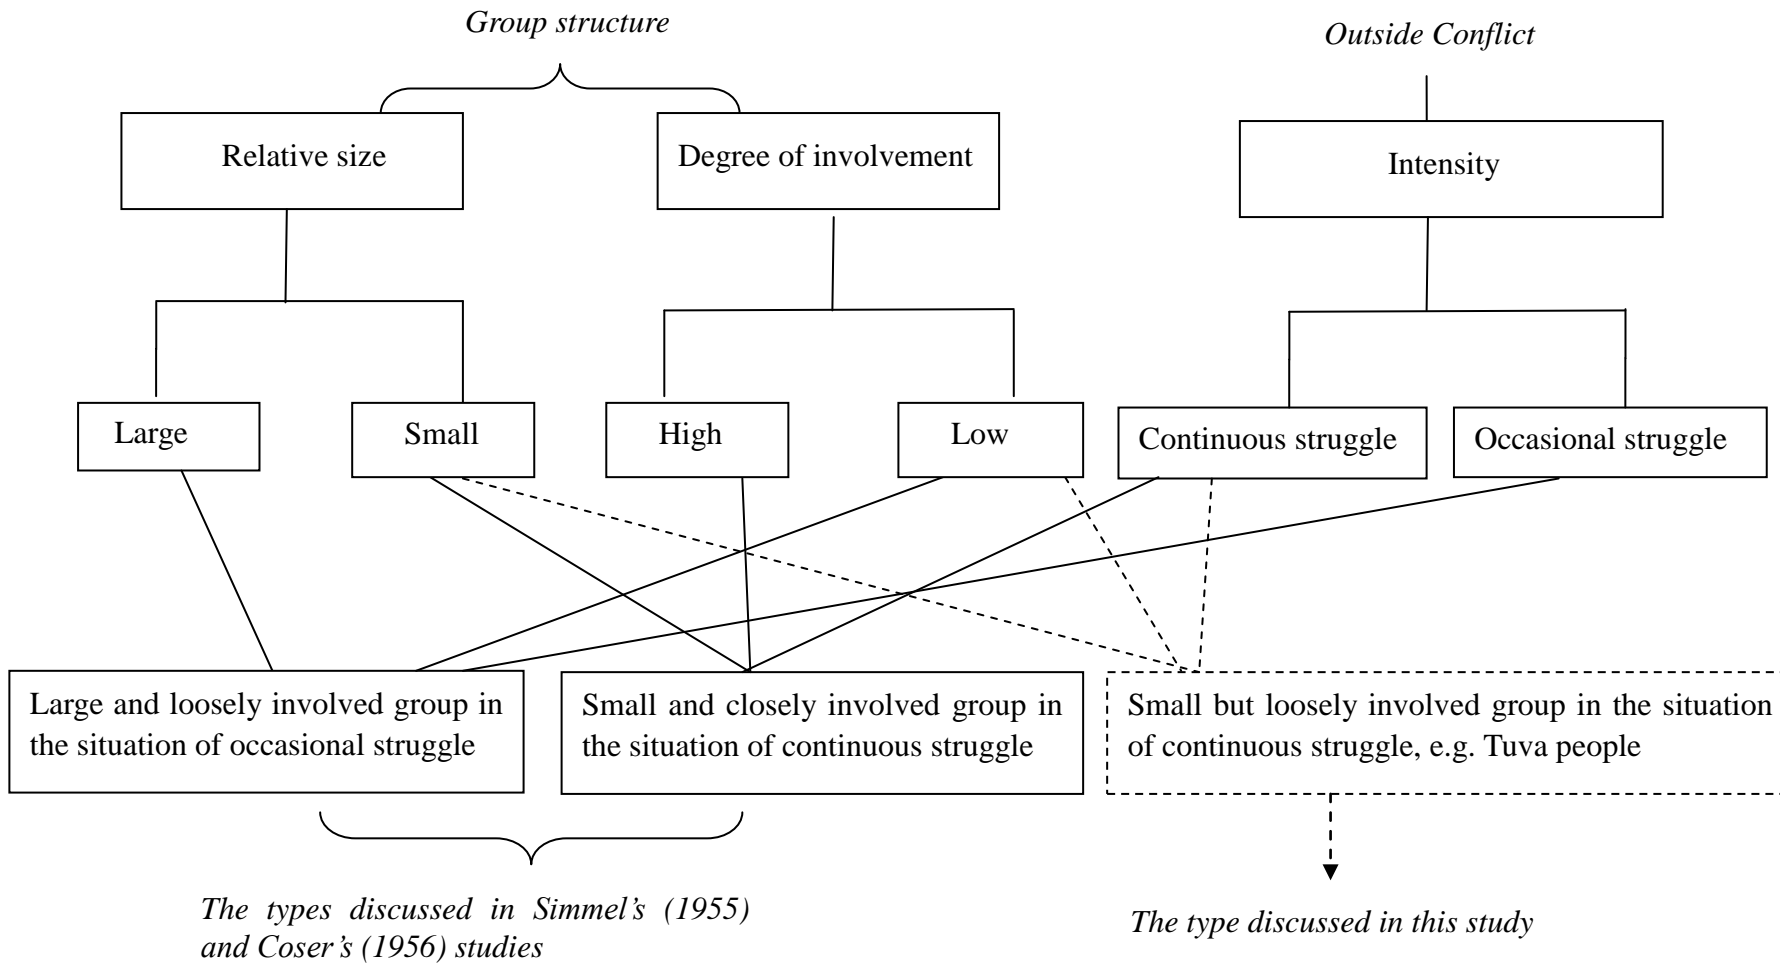 Group structure
Outside Conflict
Relative size
Degree of involvement
Intensity
Large
Small
High
Low
Continuous struggle
Occasional struggle
Large and loosely involved group in
the situation of occasional struggle
Small and closely involved group in
the situation of continuous struggle
Small but loosely involved group in the situation
of continuous struggle, e.g. Tuva people
The types discussed in Simmel’s (1955)
and Coser’s (1956) studies
The type discussed in this study